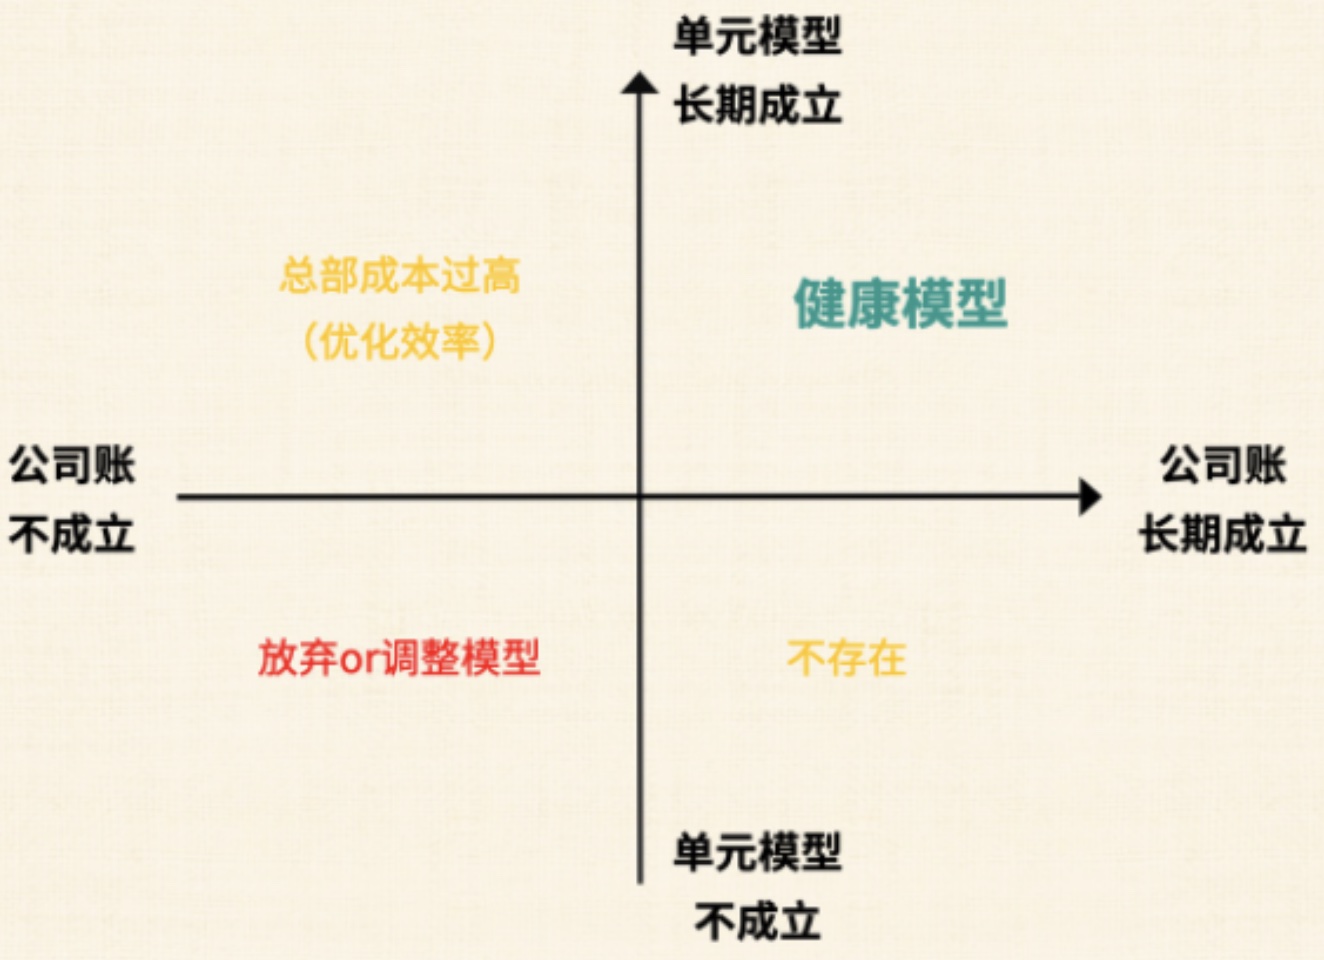 单元模型
长期成立
总部成本过高
（优化效率）
健康模型
公司账
不成立
公司账
长期成立
放弃or调整模型
不存在
单元模型
不成立